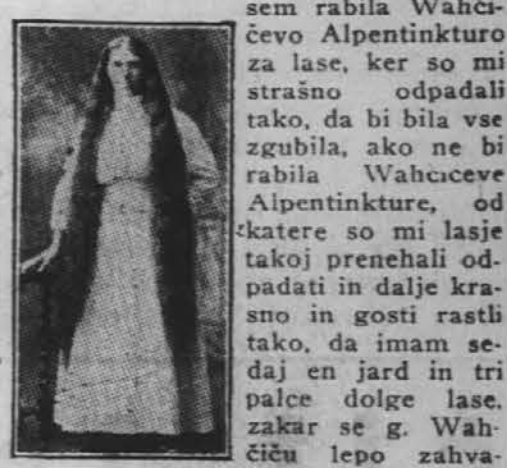 sem rabila Wahči-
čevo Alpentinkturo
za lase, ker so mi
strašno odpadali
tako, da bi bila vse
zgubila, ako ne bi
rabila Wahčičeve
Alpentinkture, od
katere so mi lasje
takoj prenehali od-
padati in dalje kra-
sno in gosti rastli
tako, da imam se-
daj en jard in tri
palce dolge lase,
zakar se g. Wah-
čiču lepo zahva-